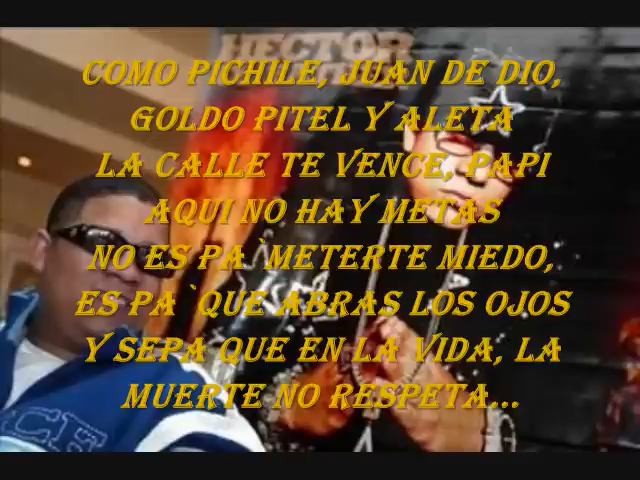 HECTOR
COMO PICHILE, JUAN DE DIO,
GOLDO PITEL Y ALETA
LA CALLE TE VENCE, PAPI
AQUI NO HAY METAS
NO ES PA`METERTE MIEDO,
ES PA`QUE ABRAS LOS OJOS
Y SEPA QUE EN LA VIDA, LA
MUERTE NO RESPETA...